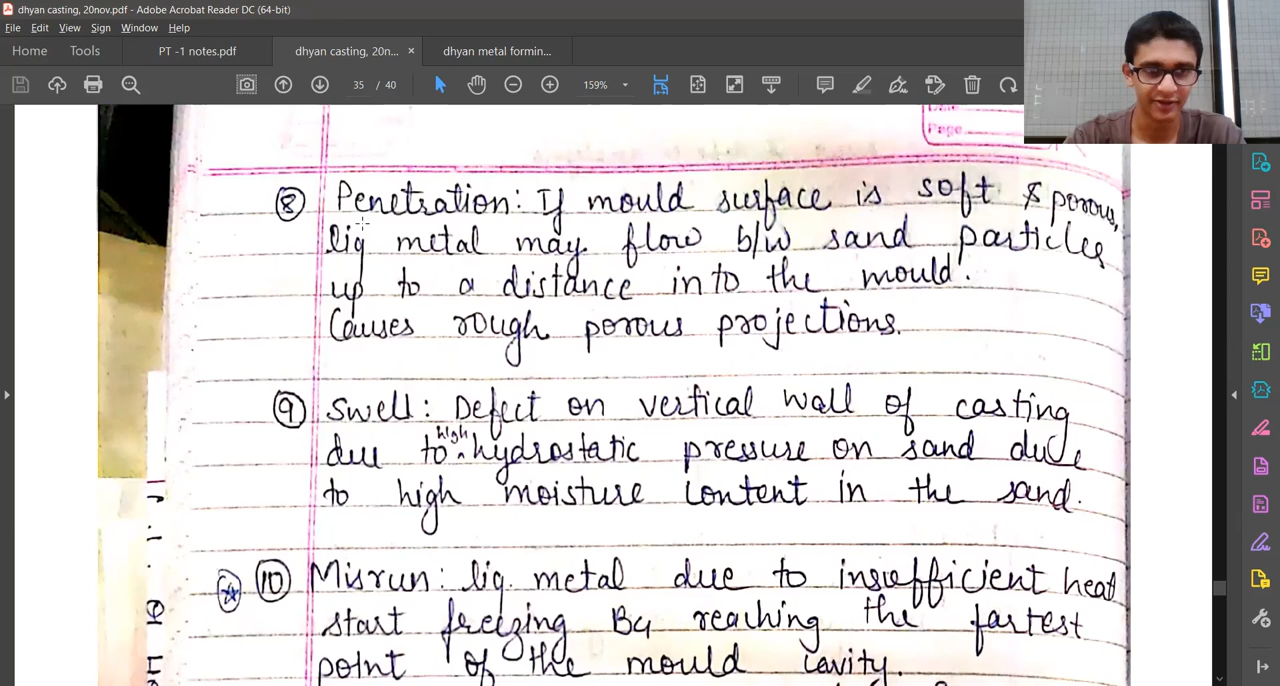 dhyan casting, 20nov.pdf - Adobe Acrobat Reader DC (64-bit)
File Edit View Sign Window Help
Home Tools PT -1 notes.pdf dhyan casting, 20n... × dhyan metal formin...
35 / 40 159%
Page
⑧ Penetration: If mould surface is soft & porous,
liq metal may flow b/w sand particles
up to a distance into the mould.
Causes rough porous projections.
⑨ Swell: Defect on vertical wall of casting
due to high hydrostatic pressure on sand due
to high moisture content in the sand.
⑩ Misrun: liq. metal due to insufficient heat
start freezing By reaching the fartest
point of the mould cavity.